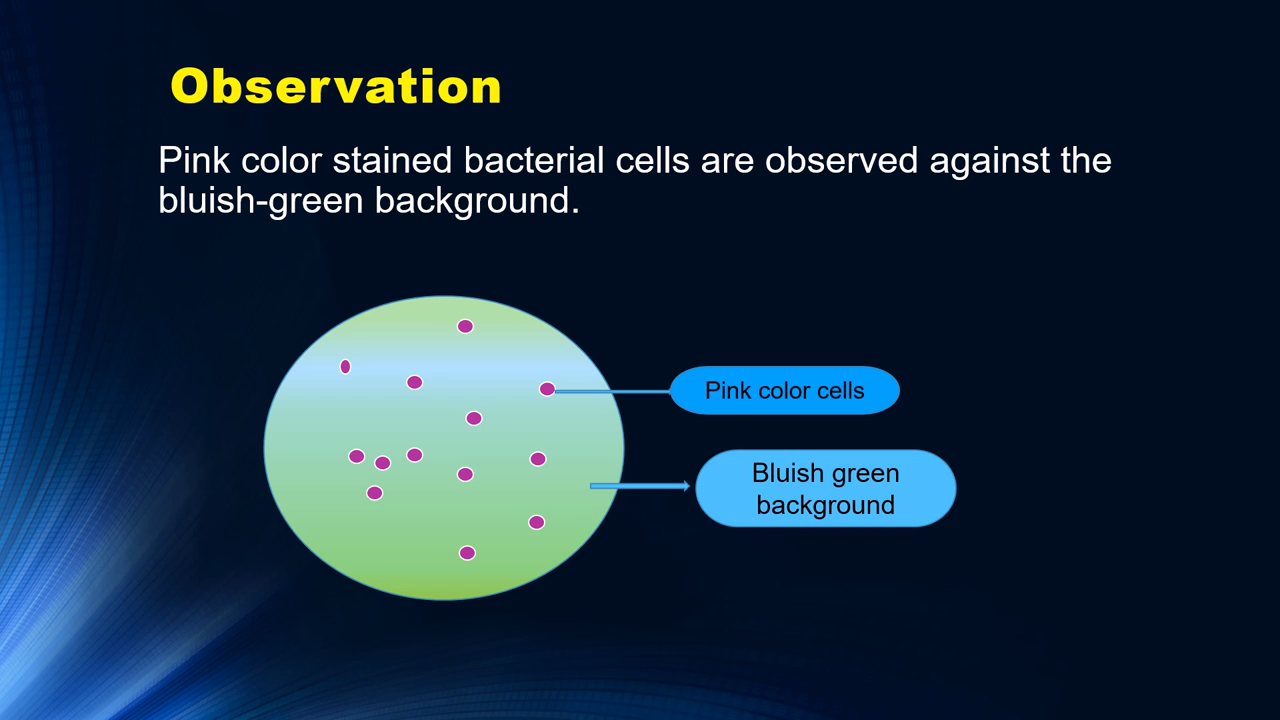 Observation
Pink color stained bacterial cells are observed against the
bluish-green background.
Pink color cells
Bluish green
background